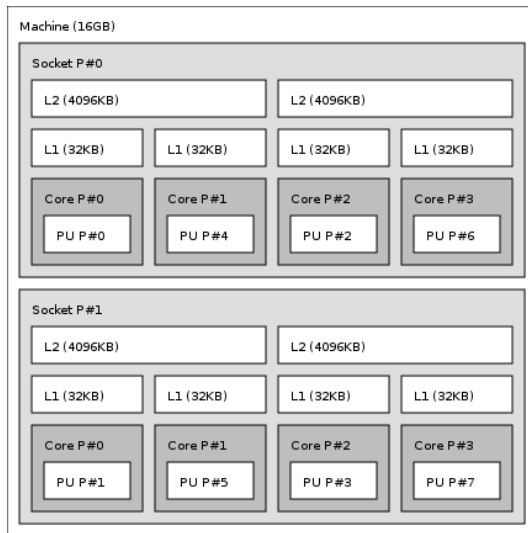 Machine (16GB)
Socket P#0
L2 (4096KB) L2 (4096KB)
L1 (32KB) L1 (32KB) L1 (32KB) L1 (32KB)
Core P#0 Core P#1 Core P#2 Core P#3
PU P#0 PU P#4 PU P#2 PU P#6
Socket P#1
L2 (4096KB) L2 (4096KB)
L1 (32KB) L1 (32KB) L1 (32KB) L1 (32KB)
Core P#0 Core P#1 Core P#2 Core P#3
PU P#1 PU P#5 PU P#3 PU P#7